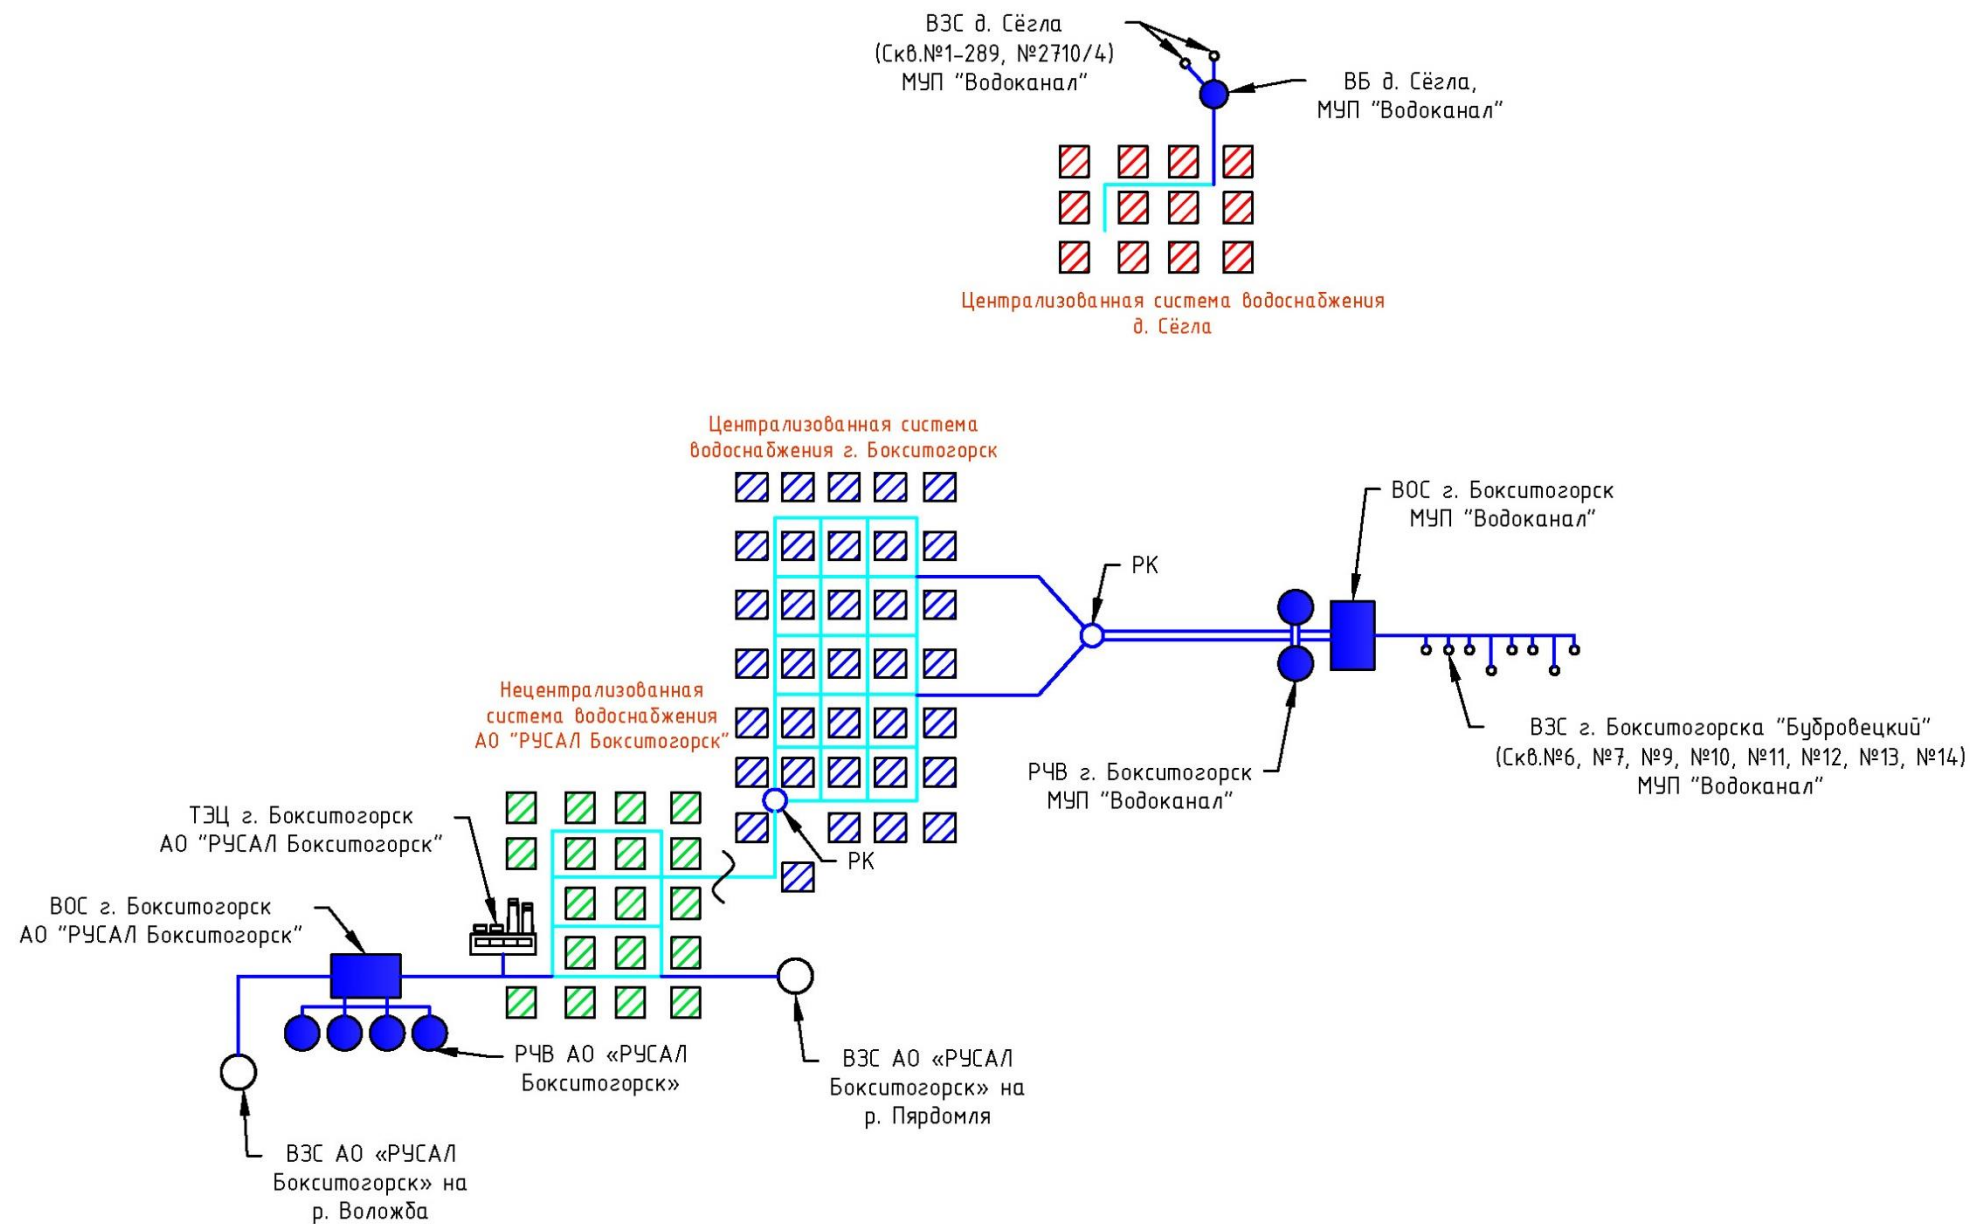 ВЗС д. Сёгла
(Скв.№1-289, №2710/4)
МУП "Водоканал"
ВБ д. Сёгла,
МУП "Водоканал"
Централизованная система водоснабжения
д. Сёгла
Централизованная система
водоснабжения г. Бокситогорск
ВОС г. Бокситогорск
МУП "Водоканал"
РК
Нецентрализованная
система водоснабжения
АО "РУСАЛ Бокситогорск"
ВЗС г. Бокситогорска "Бубровецкий"
(Скв.№6, №7, №9, №10, №11, №12, №13, №14)
МУП "Водоканал"
РЧВ г. Бокситогорск
МУП "Водоканал"
ТЭЦ г. Бокситогорск
АО "РУСАЛ Бокситогорск"
РК
ВОС г. Бокситогорск
АО "РУСАЛ Бокситогорск"
РЧВ АО «РУСАЛ
Бокситогорск»
ВЗС АО «РУСАЛ
Бокситогорск» на
р. Пярдомля
ВЗС АО «РУСАЛ
Бокситогорск» на
р. Воложба